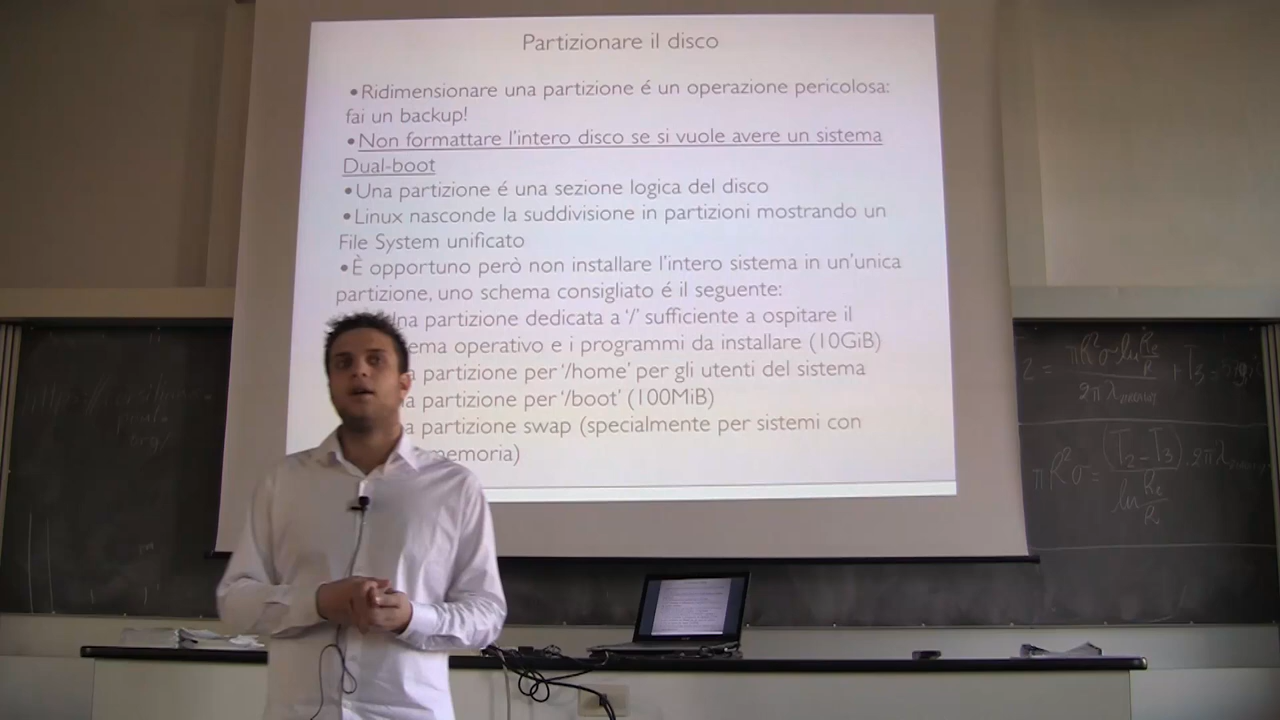 Partizionare il disco
•Ridimensionare una partizione é un operazione pericolosa:
fai un backup!
•Non formattare l'intero disco se si vuole avere un sistema
Dual-boot
•Una partizione é una sezione logica del disco
•Linux nasconde la suddivisione in partizioni mostrando un
File System unificato
•È opportuno però non installare l'intero sistema in un'unica
partizione, uno schema consigliato é il seguente:
partizione dedicata a '/' sufficiente a ospitare il
operativo e i programmi da installare (10GiB)
partizione per '/home' per gli utenti del sistema
partizione per '/boot' (100MiB)
partizione swap (specialmente per sistemi con
memoria)